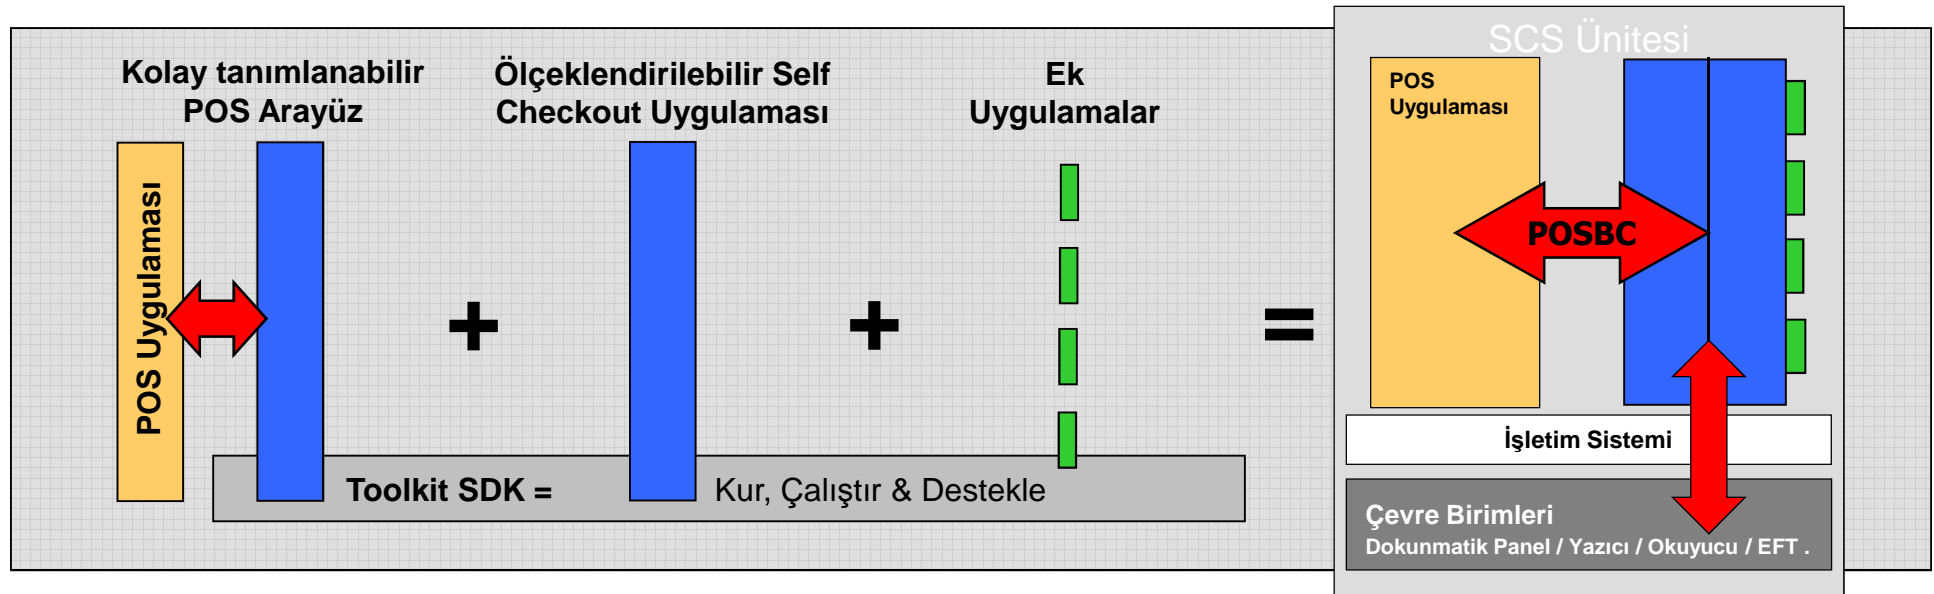 Kolay tanımlanabilir
POS Arayüz
Ölçeklendirilebilir Self
Checkout Uygulaması
Ek
Uygulamalar
POS Uygulaması
+
+
=
Toolkit SDK =
Kur, Çalıştır & Destekle
SCS Ünitesi
POS
Uygulaması
POSBC
İşletim Sistemi
Çevre Birimleri
Dokunmatik Panel / Yazıcı / Okuyucu / EFT .